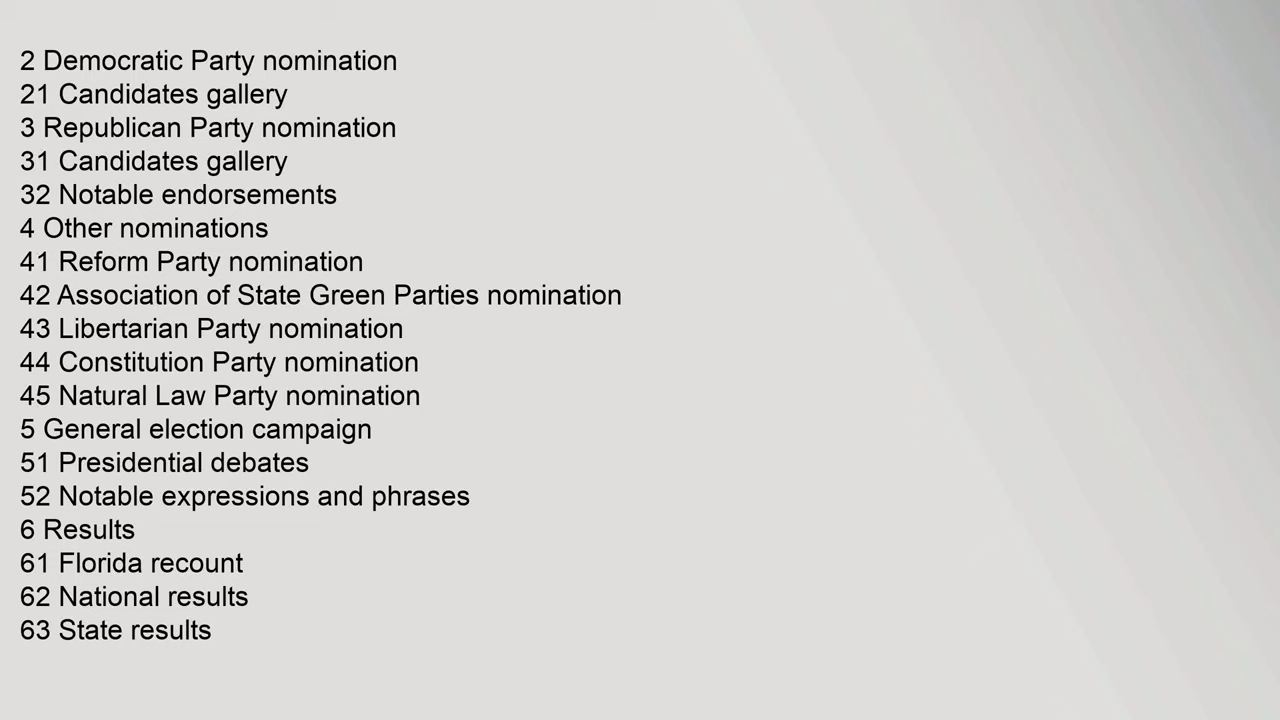 2 Democratic Party nomination
21 Candidates gallery
3 Republican Party nomination
31 Candidates gallery
32 Notable endorsements
4 Other nominations
41 Reform Party nomination
42 Association of State Green Parties nomination
43 Libertarian Party nomination
44 Constitution Party nomination
45 Natural Law Party nomination
5 General election campaign
51 Presidential debates
52 Notable expressions and phrases
6 Results
61 Florida recount
62 National results
63 State results